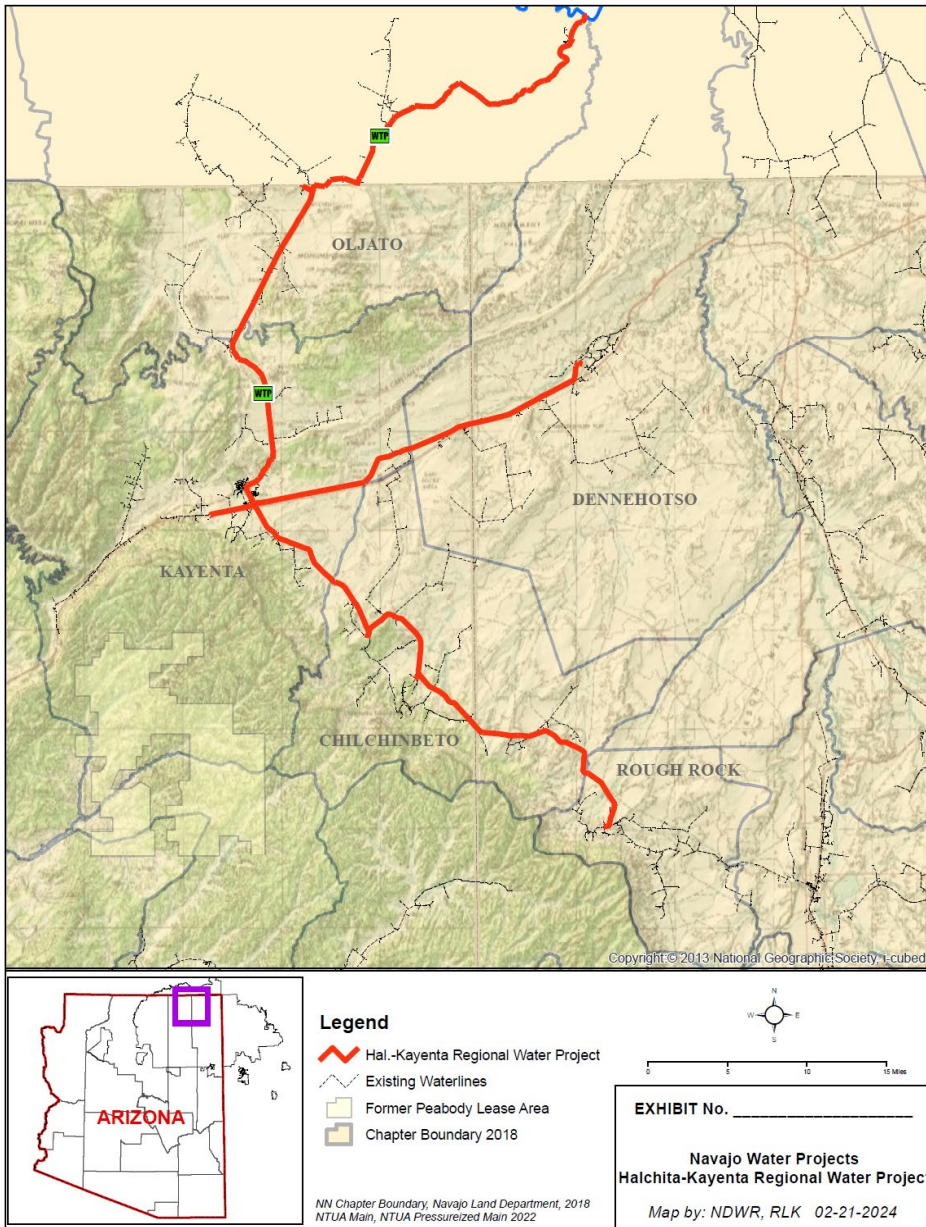 WTP
OLJATO
WTP
DENNEHOTSO
KAYENTA
CHILCHINBETO
ROUGH ROCK
Copyright:© 2013 National Geographic Society, i-cubed
ARIZONA
Legend
Hal.-Kayenta Regional Water Project
Existing Waterlines
Former Peabody Lease Area
Chapter Boundary 2018
NN Chapter Boundary, Navajo Land Department, 2018
NTUA Main, NTUA Pressureized Main 2022
N
W E
S
0 5 10 15 Miles
EXHIBIT No. ____________________
Navajo Water Projects
Halchita-Kayenta Regional Water Project
Map by: NDWR, RLK 02-21-2024